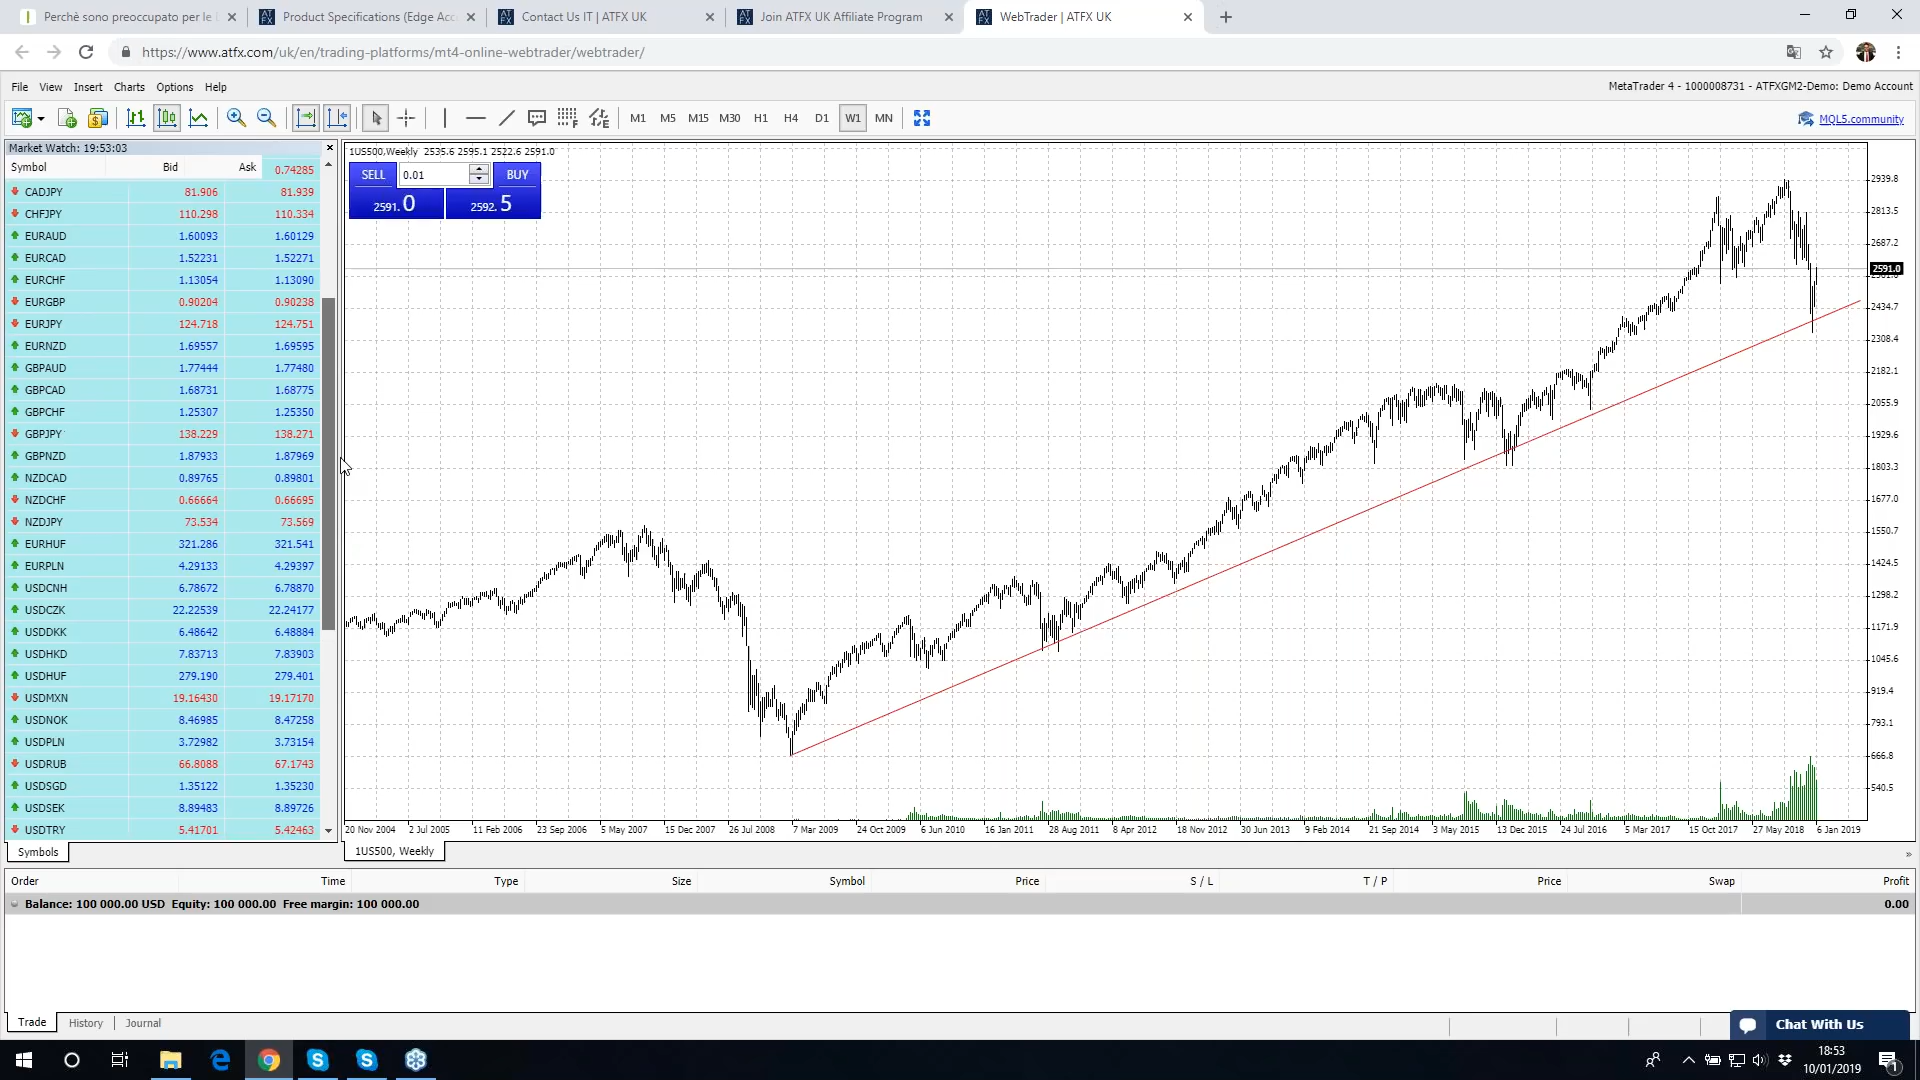 Perchè sono preoccupato per le
Product Specifications (Edge Acc
Contact Us IT | ATFX UK
Join ATFX UK Affiliate Program
WebTrader | ATFX UK
https://www.atfx.com/uk/en/trading-platforms/mt4-online-webtrader/webtrader/
File View Insert Charts Options Help
MetaTrader 4 - 1000008731 - ATFXGM2-Demo: Demo Account
M1 M5 M15 M30 H1 H4 D1 W1 MN
MQL5.community
Market Watch: 19:53:03
Symbol Bid Ask 0.74285
CADJPY 81.906 81.939
CHFJPY 110.298 110.334
EURAUD 1.60093 1.60129
EURCAD 1.52231 1.52271
EURCHF 1.13054 1.13090
EURGBP 0.90204 0.90238
EURJPY 124.718 124.751
EURNZD 1.69557 1.69595
GBPAUD 1.77444 1.77480
GBPCAD 1.68731 1.68775
GBPCHF 1.25307 1.25350
GBPJPY 138.229 138.271
GBPNZD 1.87933 1.87969
NZDCAD 0.89765 0.89801
NZDCHF 0.66664 0.66695
NZDJPY 73.534 73.569
EURHUF 321.286 321.541
EURPLN 4.29133 4.29397
USDCNH 6.78672 6.78870
USDCZK 22.22539 22.24177
USDDKK 6.48642 6.48884
USDHKD 7.83713 7.83903
USDHUF 279.190 279.401
USDMXN 19.16430 19.17170
USDNOK 8.46985 8.47258
USDPLN 3.72982 3.73154
USDRUB 66.8088 67.1743
USDSGD 1.35122 1.35230
USDSEK 8.89483 8.89726
USDTRY 5.41701 5.42463
Symbols
1US500,Weekly 2535.6 2595.1 2522.6 2591.0
SELL 0.01 BUY
2591.0 2592.5
2939.8
2813.5
2687.2
2591.0
2434.7
2308.4
2182.1
2055.9
1929.6
1803.3
1677.0
1550.7
1424.5
1298.2
1171.9
1045.6
919.4
793.1
666.8
540.5
20 Nov 2004 2 Jul 2005 11 Feb 2006 23 Sep 2006 5 May 2007 15 Dec 2007 26 Jul 2008 7 Mar 2009 24 Oct 2009 6 Jun 2010 16 Jan 2011 28 Aug 2011 8 Apr 2012 18 Nov 2012 30 Jun 2013 9 Feb 2014 21 Sep 2014 3 May 2015 13 Dec 2015 24 Jul 2016 5 Mar 2017 15 Oct 2017 27 May 2018 6 Jan 2019
1US500, Weekly
Order Time Type Size Symbol Price S / L T / P Price Swap Profit
Balance: 100 000.00 USD Equity: 100 000.00 Free margin: 100 000.00 0.00
Trade History Journal
Chat With Us
18:53
10/01/2019
1